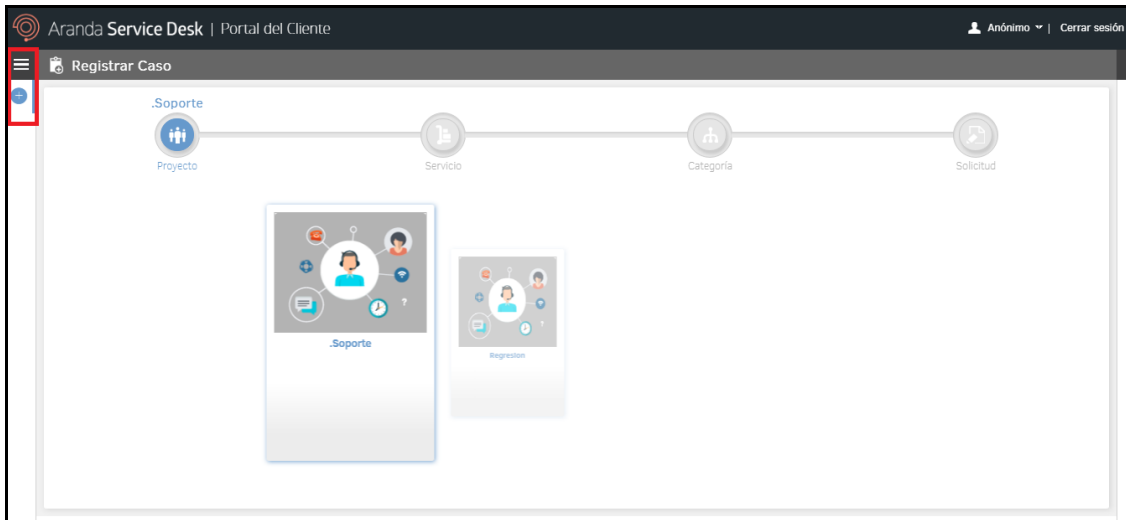 Aranda Service Desk | Portal del Cliente
Anónimo | Cerrar sesión
Registrar Caso
.Soporte
Proyecto
Servicio
Categoría
Solicitud
.Soporte
Regresion